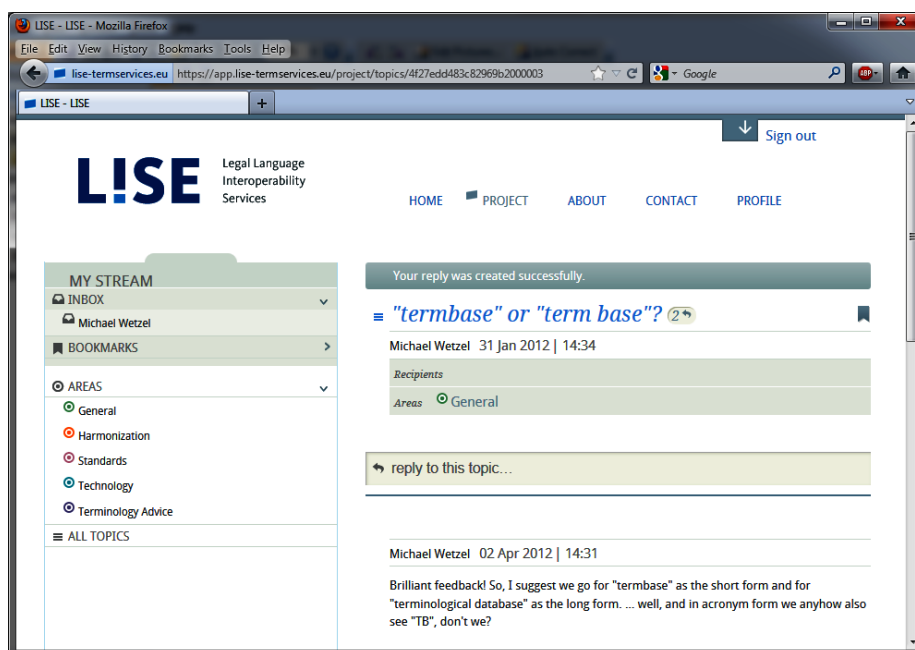 LISE - LISE - Mozilla Firefox
File Edit View History Bookmarks Tools Help
lise-termservices.eu https://app.lise-termservices.eu/project/topics/4f27edd483c82969b2000003 Google ABP
LISE - LISE +
Sign out
L!SE
Legal Language
Interoperability
Services
HOME PROJECT ABOUT CONTACT PROFILE
MY STREAM
INBOX
Michael Wetzel
BOOKMARKS
AREAS
General
Harmonization
Standards
Technology
Terminology Advice
ALL TOPICS
Your reply was created successfully.
"termbase" or "term base"? 2
Michael Wetzel 31 Jan 2012 | 14:34
Recipients
Areas General
reply to this topic...
Michael Wetzel 02 Apr 2012 | 14:31
Brilliant feedback! So, I suggest we go for "termbase" as the short form and for
"terminological database" as the long form. ... well, and in acronym form we anyhow also
see "TB", don't we?